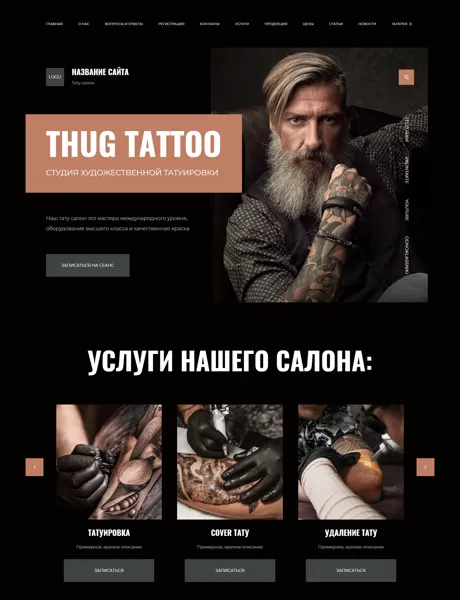 ГЛАВНАЯ О НАС ВОПРОСЫ И ОТВЕТЫ РЕГИСТРАЦИЯ КОНТАКТЫ УСЛУГИ ПРОДУКЦИЯ ЦЕНЫ СТАТЬИ НОВОСТИ ГАЛЕРЕЯ
LOGO
НАЗВАНИЕ САЙТА
Тату-салон
THUG TATTOO
СТУДИЯ ХУДОЖЕСТВЕННОЙ ТАТУИРОВКИ
Наш тату салон это мастера международного уровня,
оборудование высшего класса и качественная краска
ЗАПИСАТЬСЯ НА СЕАНС
TELEGRAM
VKONTAKTE
YOUTUBE
ODNOKLASSNIKI
УСЛУГИ НАШЕГО САЛОНА:
ТАТУИРОВКА
Примерное, краткое описание
ЗАПИСАТЬСЯ
COVER ТАТУ
Примерное, краткое описание
ЗАПИСАТЬСЯ
УДАЛЕНИЕ ТАТУ
Примерное, краткое описание
ЗАПИСАТЬСЯ